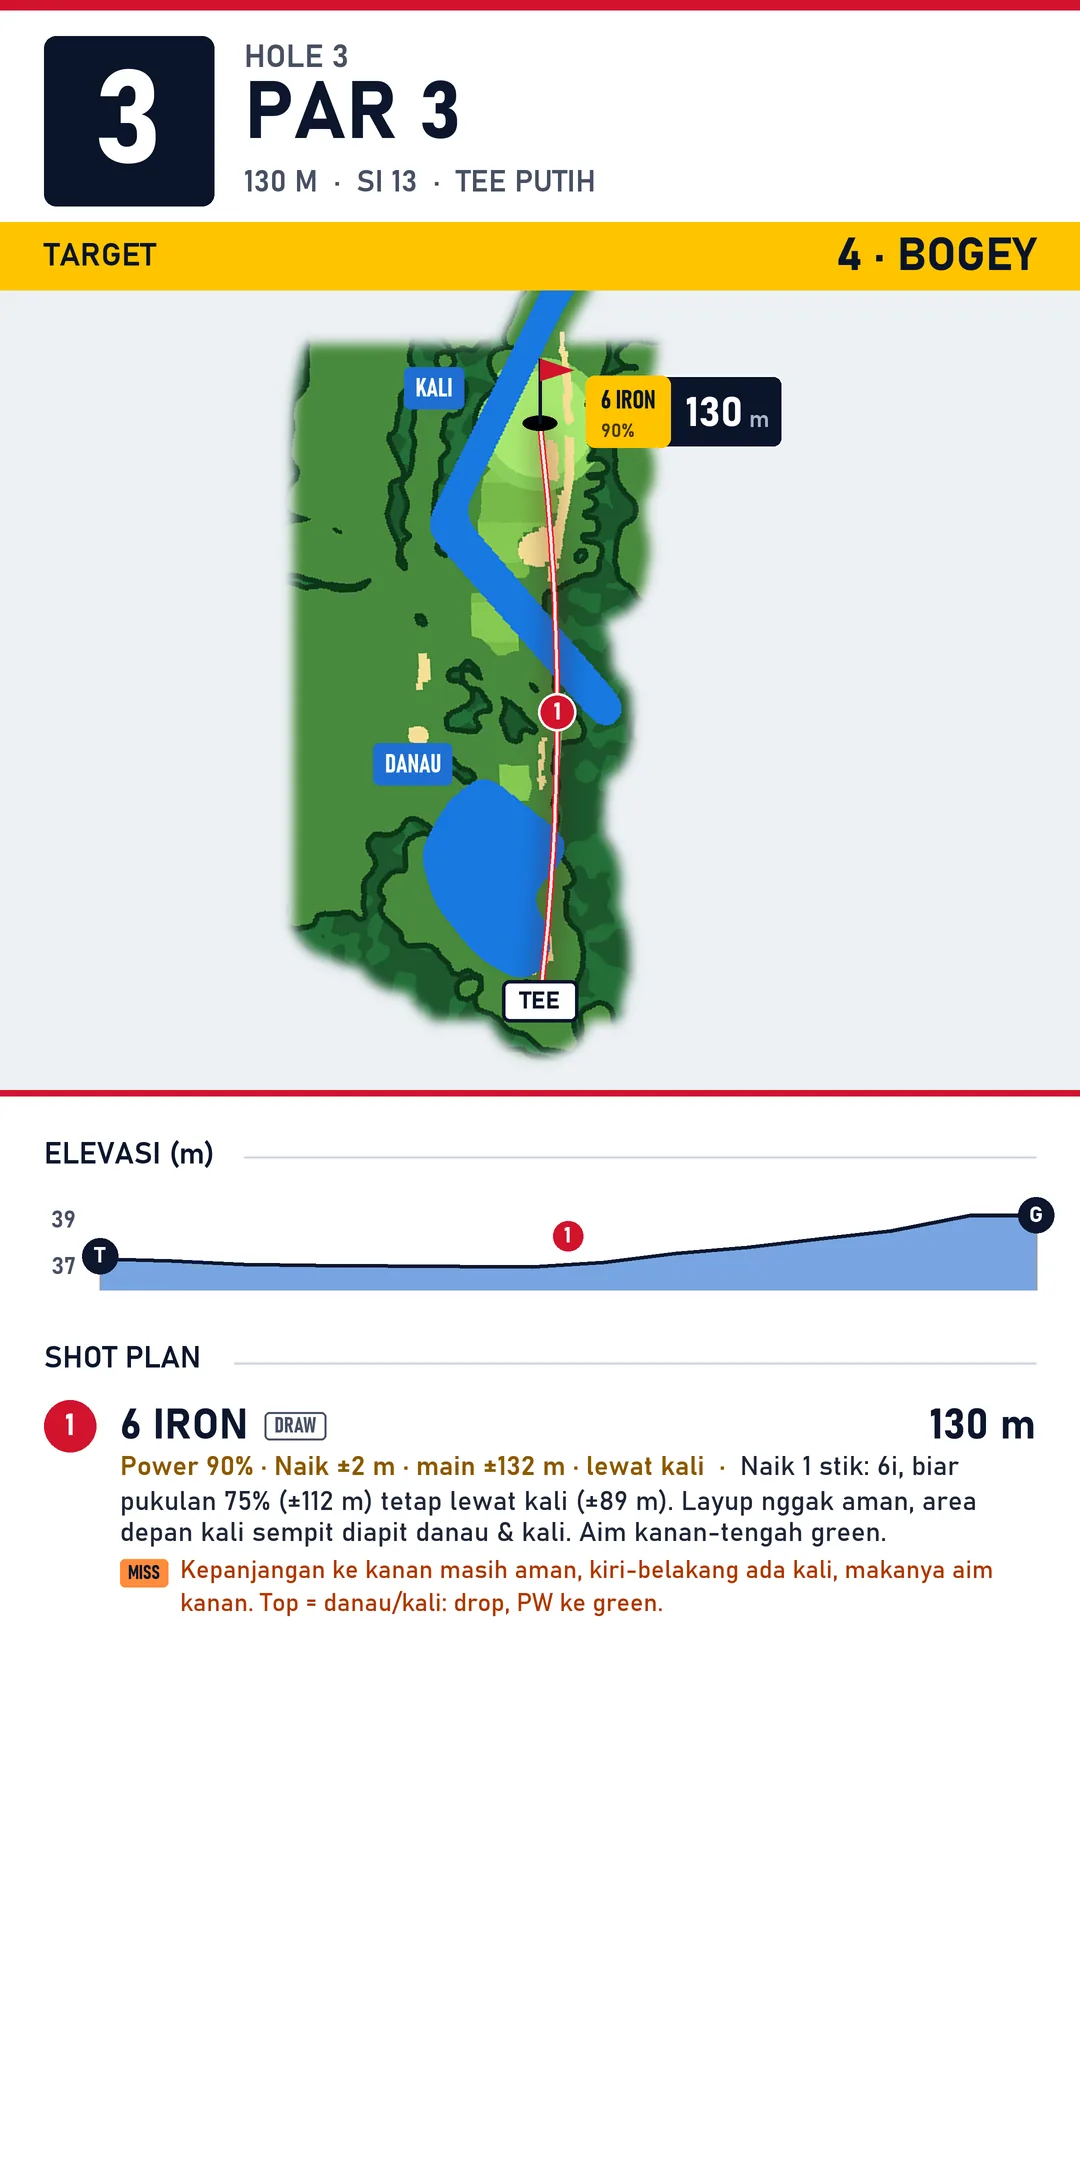 3
HOLE 3
PAR 3
130 M · SI 13 · TEE PUTIH
TARGET
4 · BOGEY
KALI
6 IRON
90%
130 m
1
DANAU
TEE
ELEVASI (m)
39
37
T
1
G
SHOT PLAN
1
6 IRON
DRAW
130 m
Power 90% · Naik ±2 m · main ±132 m · lewat kali · Naik 1 stik: 6i, biar
pukulan 75% (±112 m) tetap lewat kali (±89 m). Layup nggak aman, area
depan kali sempit diapit danau & kali. Aim kanan-tengah green.
MISS
Kepanjangan ke kanan masih aman, kiri-belakang ada kali, makanya aim
kanan. Top = danau/kali: drop, PW ke green.